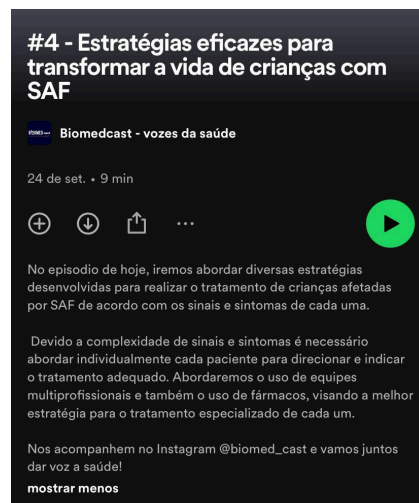 #4 - Estratégias eficazes para
transformar a vida de crianças com
SAF
Biomedcast - vozes da saúde
24 de set. • 9 min
No episodio de hoje, iremos abordar diversas estratégias
desenvolvidas para realizar o tratamento de crianças afetadas
por SAF de acordo com os sinais e sintomas de cada uma.
Devido a complexidade de sinais e sintomas é necessário
abordar individualmente cada paciente para direcionar e indicar
o tratamento adequado. Abordaremos o uso de equipes
multiprofissionais e também o uso de fármacos, visando a melhor
estratégia para o tratamento especializado de cada um.
Nos acompanhem no Instagram @biomed_cast e vamos juntos
dar voz a saúde!
mostrar menos